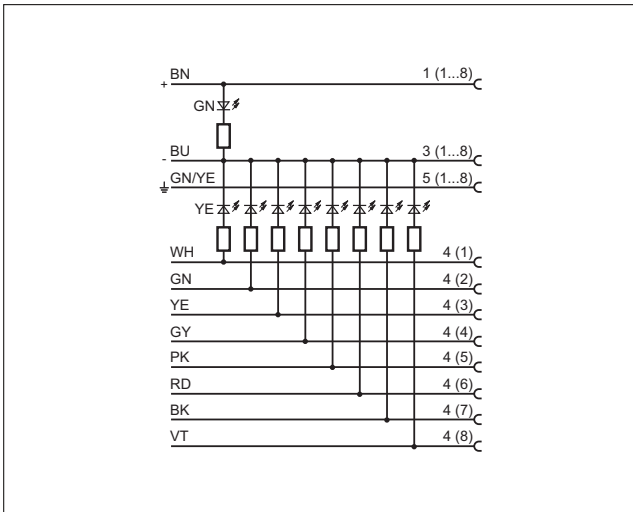 BN 1 (1...8)
+
GN
BU 3 (1...8)
-
GN/YE 5 (1...8)
YE
WH 4 (1)
GN 4 (2)
YE 4 (3)
GY 4 (4)
PK 4 (5)
RD 4 (6)
BK 4 (7)
VT 4 (8)